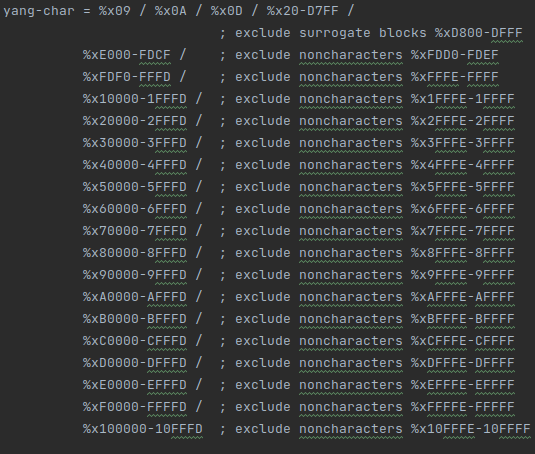 yang-char = %x09 / %x0A / %x0D / %x20-D7FF /
                           ; exclude surrogate blocks %xD800-DFFF
          %xE000-FDCF /    ; exclude noncharacters %xFDD0-FDEF
          %xFDF0-FFFD /    ; exclude noncharacters %xFFFE-FFFF
          %x10000-1FFFD /  ; exclude noncharacters %x1FFFE-1FFFF
          %x20000-2FFFD /  ; exclude noncharacters %x2FFFE-2FFFF
          %x30000-3FFFD /  ; exclude noncharacters %x3FFFE-3FFFF
          %x40000-4FFFD /  ; exclude noncharacters %x4FFFE-4FFFF
          %x50000-5FFFD /  ; exclude noncharacters %x5FFFE-5FFFF
          %x60000-6FFFD /  ; exclude noncharacters %x6FFFE-6FFFF
          %x70000-7FFFD /  ; exclude noncharacters %x7FFFE-7FFFF
          %x80000-8FFFD /  ; exclude noncharacters %x8FFFE-8FFFF
          %x90000-9FFFD /  ; exclude noncharacters %x9FFFE-9FFFF
          %xA0000-AFFFD /  ; exclude noncharacters %xAFFFE-AFFFF
          %xB0000-BFFFD /  ; exclude noncharacters %xBFFFE-BFFFF
          %xC0000-CFFFD /  ; exclude noncharacters %xCFFFE-CFFFF
          %xD0000-DFFFD /  ; exclude noncharacters %xDFFFE-DFFFF
          %xE0000-EFFFD /  ; exclude noncharacters %xEFFFE-EFFFF
          %xF0000-FFFFD /  ; exclude noncharacters %xFFFFE-FFFFF
          %x100000-10FFFD  ; exclude noncharacters %x10FFFE-10FFFF